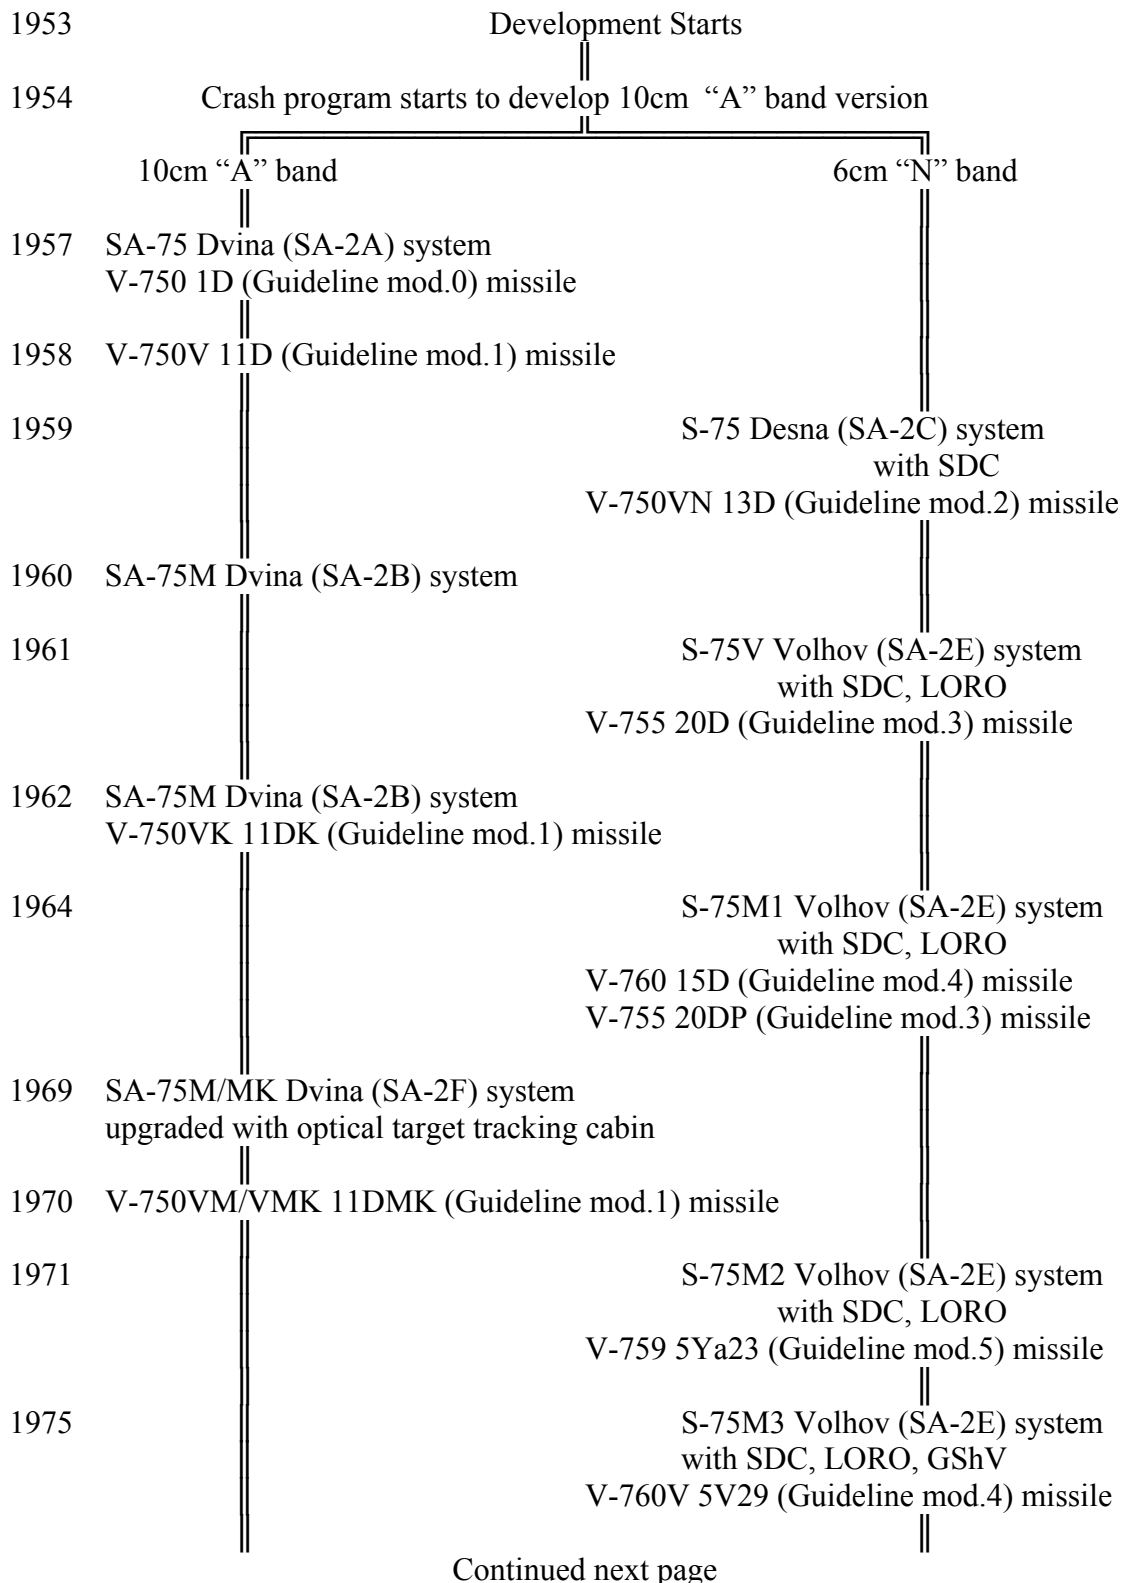 1953 Development Starts
1954 Crash program starts to develop 10cm “A” band version
10cm “A” band 6cm “N” band
1957 SA-75 Dvina (SA-2A) system
V-750 1D (Guideline mod.0) missile
1958 V-750V 11D (Guideline mod.1) missile
1959 S-75 Desna (SA-2C) system
with SDC
V-750VN 13D (Guideline mod.2) missile
1960 SA-75M Dvina (SA-2B) system
1961 S-75V Volhov (SA-2E) system
with SDC, LORO
V-755 20D (Guideline mod.3) missile
1962 SA-75M Dvina (SA-2B) system
V-750VK 11DK (Guideline mod.1) missile
1964 S-75M1 Volhov (SA-2E) system
with SDC, LORO
V-760 15D (Guideline mod.4) missile
V-755 20DP (Guideline mod.3) missile
1969 SA-75M/MK Dvina (SA-2F) system
upgraded with optical target tracking cabin
1970 V-750VM/VMK 11DMK (Guideline mod.1) missile
1971 S-75M2 Volhov (SA-2E) system
with SDC, LORO
V-759 5Ya23 (Guideline mod.5) missile
1975 S-75M3 Volhov (SA-2E) system
with SDC, LORO, GShV
V-760V 5V29 (Guideline mod.4) missile
Continued next page